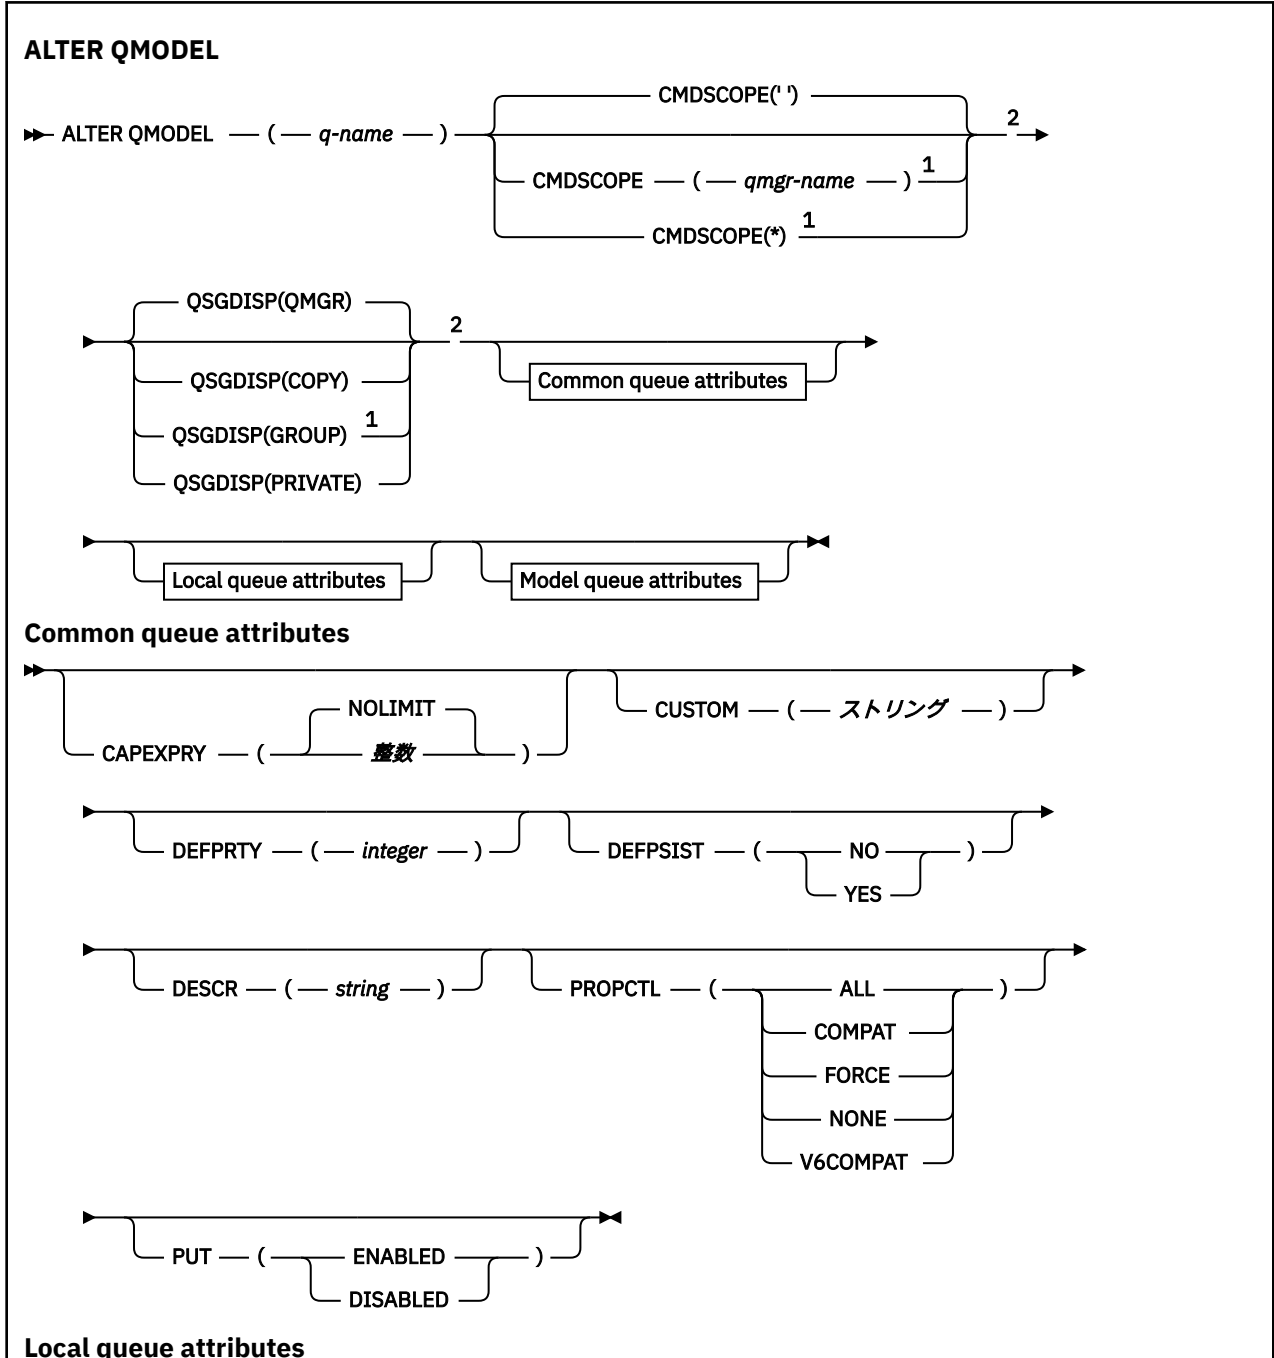 ALTER QMODEL
CMDSCOPE(' ')
ALTER QMODEL ( q-name ) 2
CMDSCOPE ( qmgr-name ) 1
CMDSCOPE(*) 1
QSGDISP(QMGR)
2
QSGDISP(COPY) Common queue attributes
QSGDISP(GROUP) 1
QSGDISP(PRIVATE)
Local queue attributes Model queue attributes
Common queue attributes
NOLIMIT CUSTOM ( ストリング )
CAPEXPRY ( 整数 )
DEFPRTY ( integer ) DEFPSIST ( NO )
YES
DESCR ( string ) PROPCTL ( ALL )
COMPAT
FORCE
NONE
V6COMPAT
PUT ( ENABLED )
DISABLED
Local queue attributes